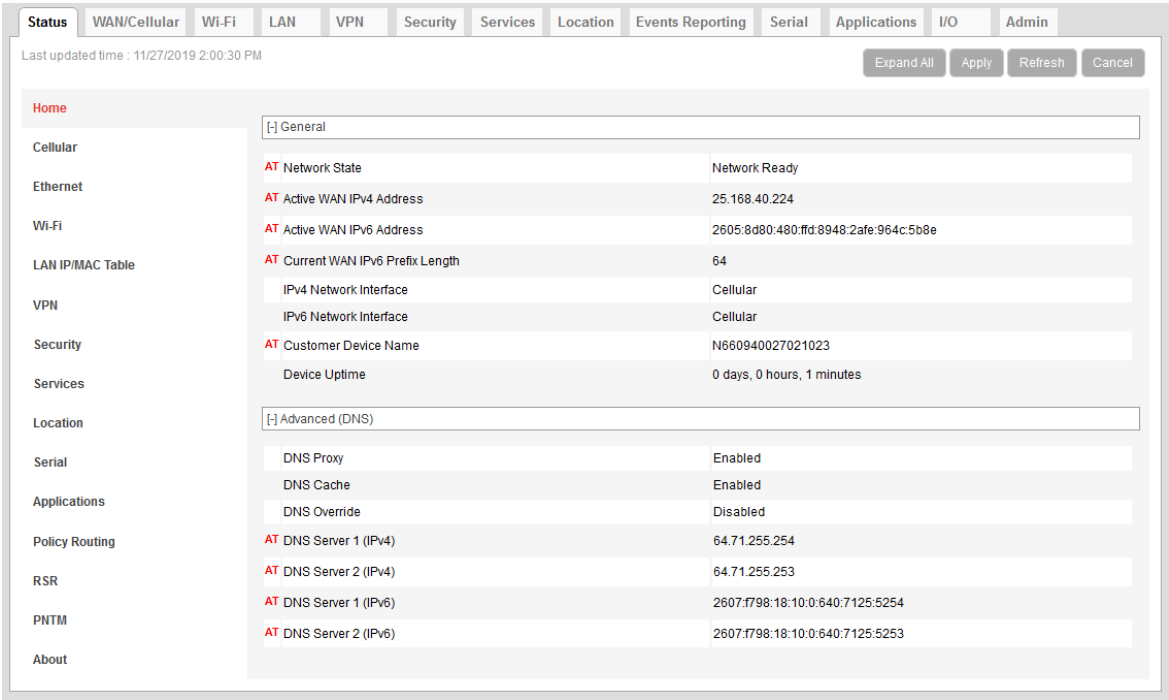 Status WAN/Cellular Wi-Fi LAN VPN Security Services Location Events Reporting Serial Applications I/O Admin
Last updated time : 11/27/2019 2:00:30 PM
Expand All Apply Refresh Cancel
Home
Cellular
Ethernet
Wi-Fi
LAN IP/MAC Table
VPN
Security
Services
Location
Serial
Applications
Policy Routing
RSR
PNTM
About
[-] General
AT Network State Network Ready
AT Active WAN IPv4 Address 25.168.40.224
AT Active WAN IPv6 Address 2605:8d80:480:ffd:8948:2afe:964c:5b8e
AT Current WAN IPv6 Prefix Length 64
IPv4 Network Interface Cellular
IPv6 Network Interface Cellular
AT Customer Device Name N660940027021023
Device Uptime 0 days, 0 hours, 1 minutes
[-] Advanced (DNS)
DNS Proxy Enabled
DNS Cache Enabled
DNS Override Disabled
AT DNS Server 1 (IPv4) 64.71.255.254
AT DNS Server 2 (IPv4) 64.71.255.253
AT DNS Server 1 (IPv6) 2607:f798:18:10:0:640:7125:5254
AT DNS Server 2 (IPv6) 2607:f798:18:10:0:640:7125:5253